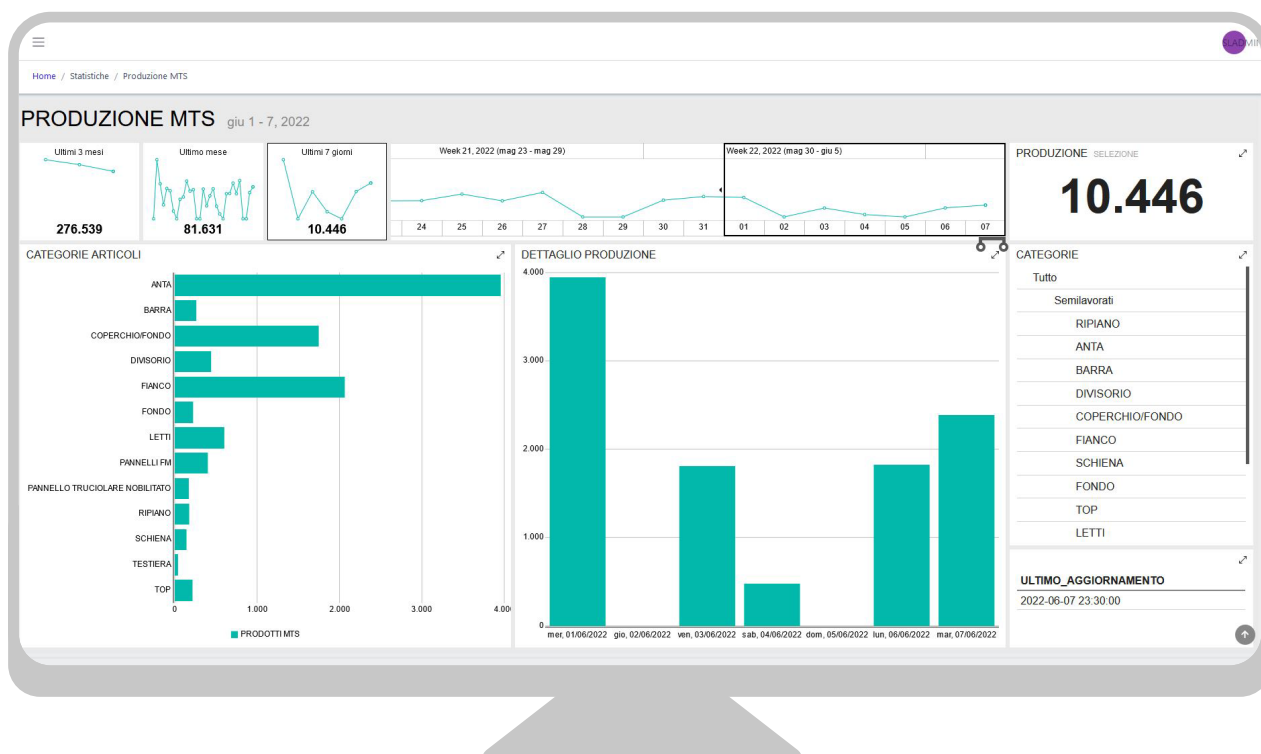 SLADMIN
Home / Statistiche / Produzione MTS
PRODUZIONE MTS giu 1 - 7, 2022
Ultimi 3 mesi
276.539
Ultimo mese
81.631
Ultimi 7 giorni
10.446
Week 21, 2022 (mag 23 - mag 29)
Week 22, 2022 (mag 30 - giu 5)
24 25 26 27 28 29 30 31 01 02 03 04 05 06 07
PRODUZIONE SELEZIONE
10.446
CATEGORIE ARTICOLI
ANTA
BARRA
COPERCHIO/FONDO
DIVISORIO
FIANCO
FONDO
LETTI
PANNELLI FM
PANNELLO TRUCIOLARE NOBILITATO
RIPIANO
SCHIENA
TESTIERA
TOP
0 1.000 2.000 3.000 4.00
PRODOTTI MTS
DETTAGLIO PRODUZIONE
4.000
3.000
2.000
1.000
0
mer, 01/06/2022 gio, 02/06/2022 ven, 03/06/2022 sab, 04/06/2022 dom, 05/06/2022 lun, 06/06/2022 mar, 07/06/2022
CATEGORIE
Tutto
Semilavorati
RIPIANO
ANTA
BARRA
DIVISORIO
COPERCHIO/FONDO
FIANCO
SCHIENA
FONDO
TOP
LETTI
ULTIMO_AGGIORNAMENTO
2022-06-07 23:30:00